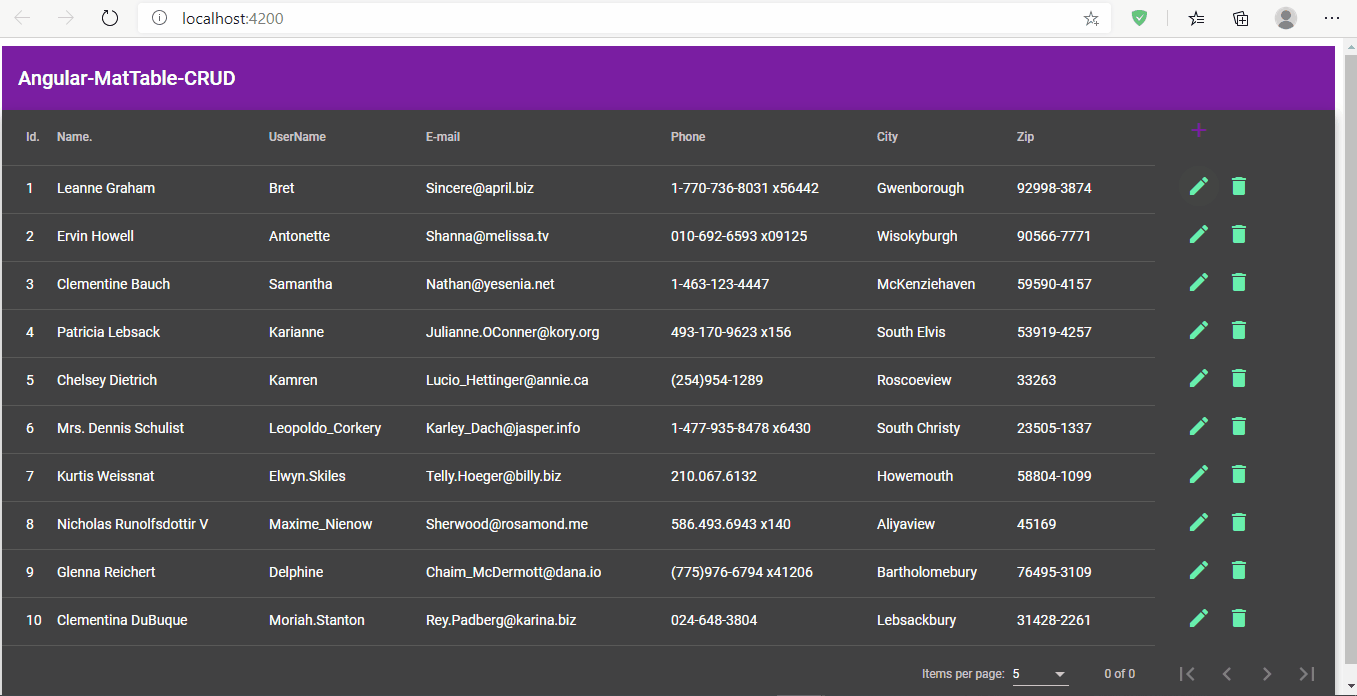 localhost:4200
Angular-MatTable-CRUD
Id. Name. UserName E-mail Phone City Zip
1 Leanne Graham Bret Sincere@april.biz 1-770-736-8031 x56442 Gwenborough 92998-3874
2 Ervin Howell Antonette Shanna@melissa.tv 010-692-6593 x09125 Wisokyburgh 90566-7771
3 Clementine Bauch Samantha Nathan@yesenia.net 1-463-123-4447 McKenziehaven 59590-4157
4 Patricia Lebsack Karianne Julianne.OConner@kory.org 493-170-9623 x156 South Elvis 53919-4257
5 Chelsey Dietrich Kamren Lucio_Hettinger@annie.ca (254)954-1289 Roscoeview 33263
6 Mrs. Dennis Schulist Leopoldo_Corkery Karley_Dach@jasper.info 1-477-935-8478 x6430 South Christy 23505-1337
7 Kurtis Weissnat Elwyn.Skiles Telly.Hoeger@billy.biz 210.067.6132 Howemouth 58804-1099
8 Nicholas Runolfsdottir V Maxime_Nienow Sherwood@rosamond.me 586.493.6943 x140 Aliyaview 45169
9 Glenna Reichert Delphine Chaim_McDermott@dana.io (775)976-6794 x41206 Bartholomebury 76495-3109
10 Clementina DuBuque Moriah.Stanton Rey.Padberg@karina.biz 024-648-3804 Lebsackbury 31428-2261
Items per page: 5 0 of 0